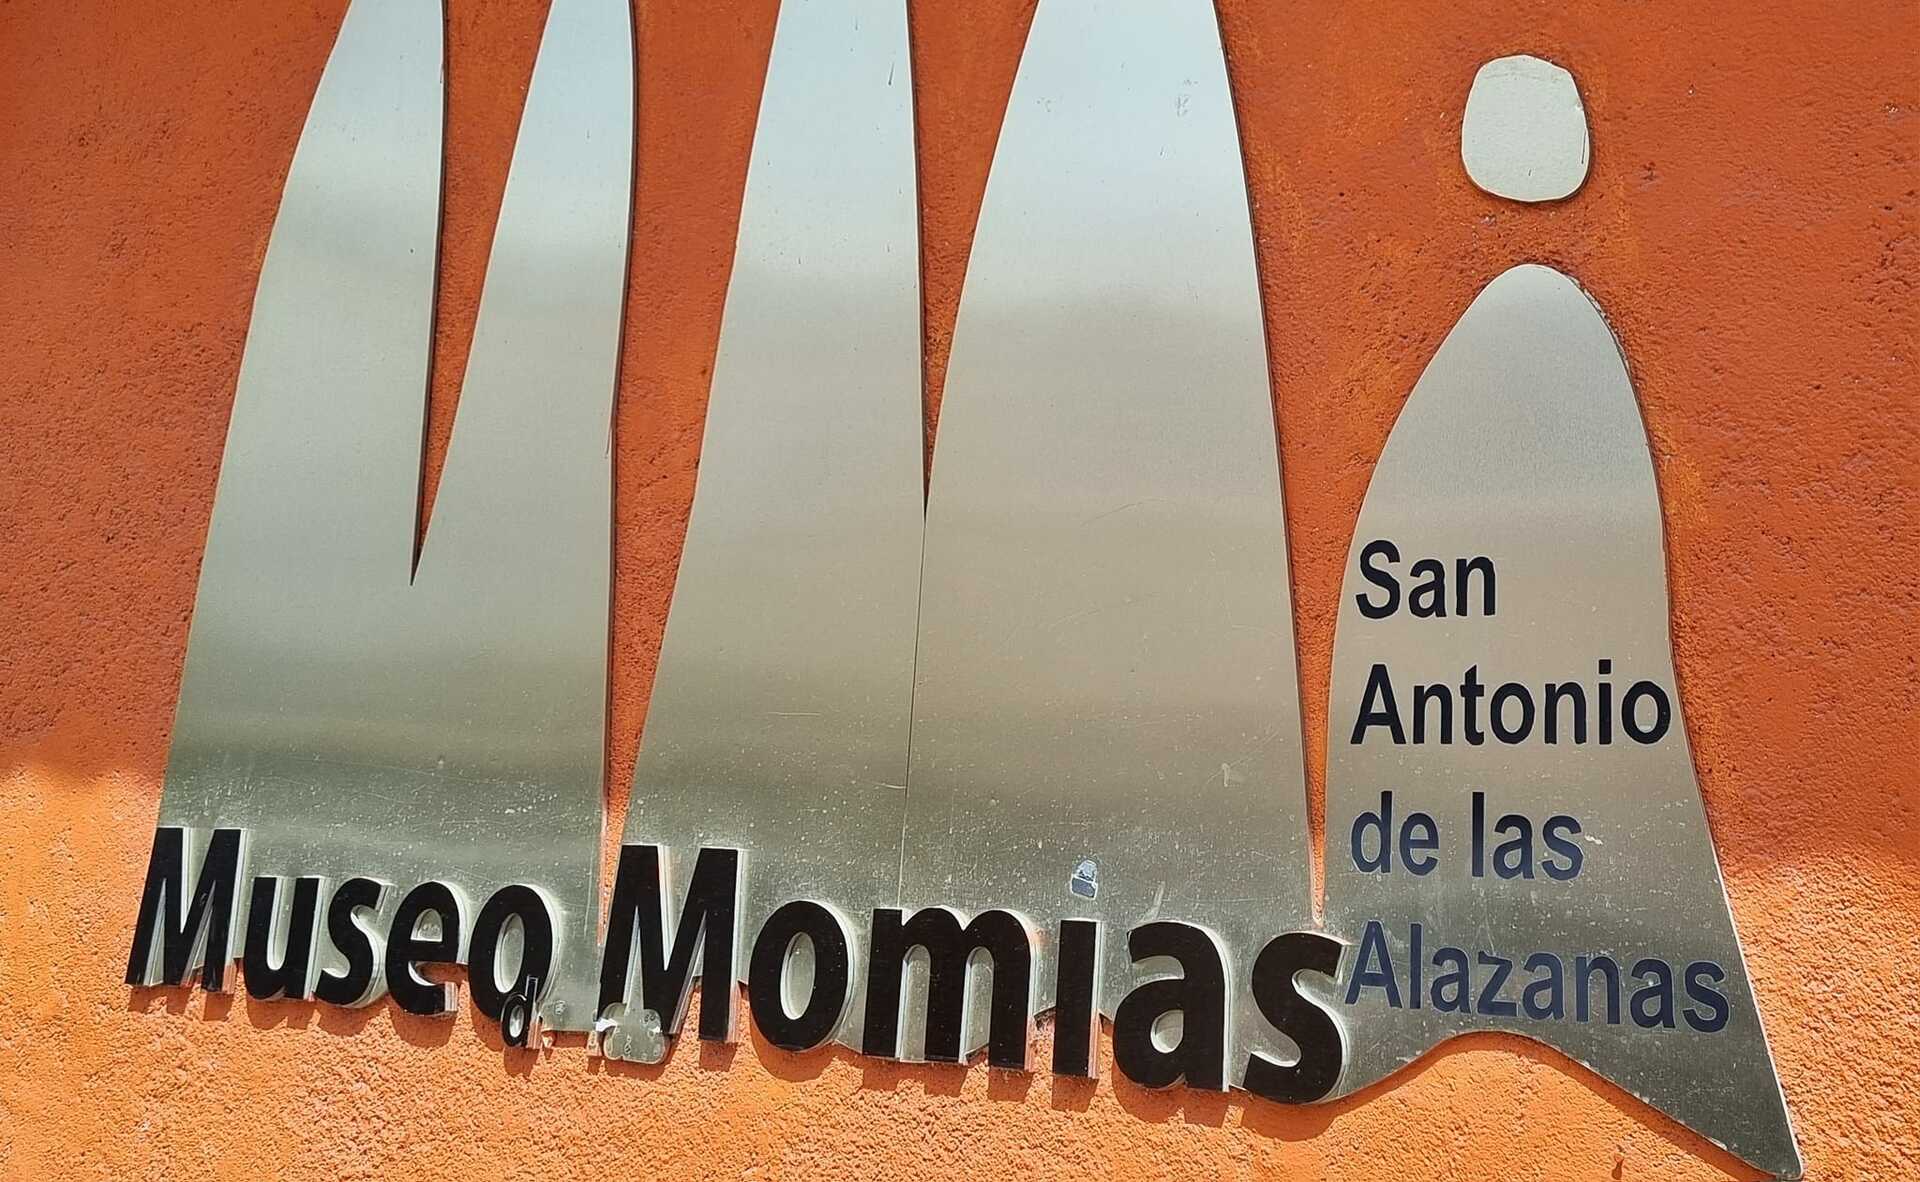 San
Antonio
de las
Alazanas
Museo d Momias